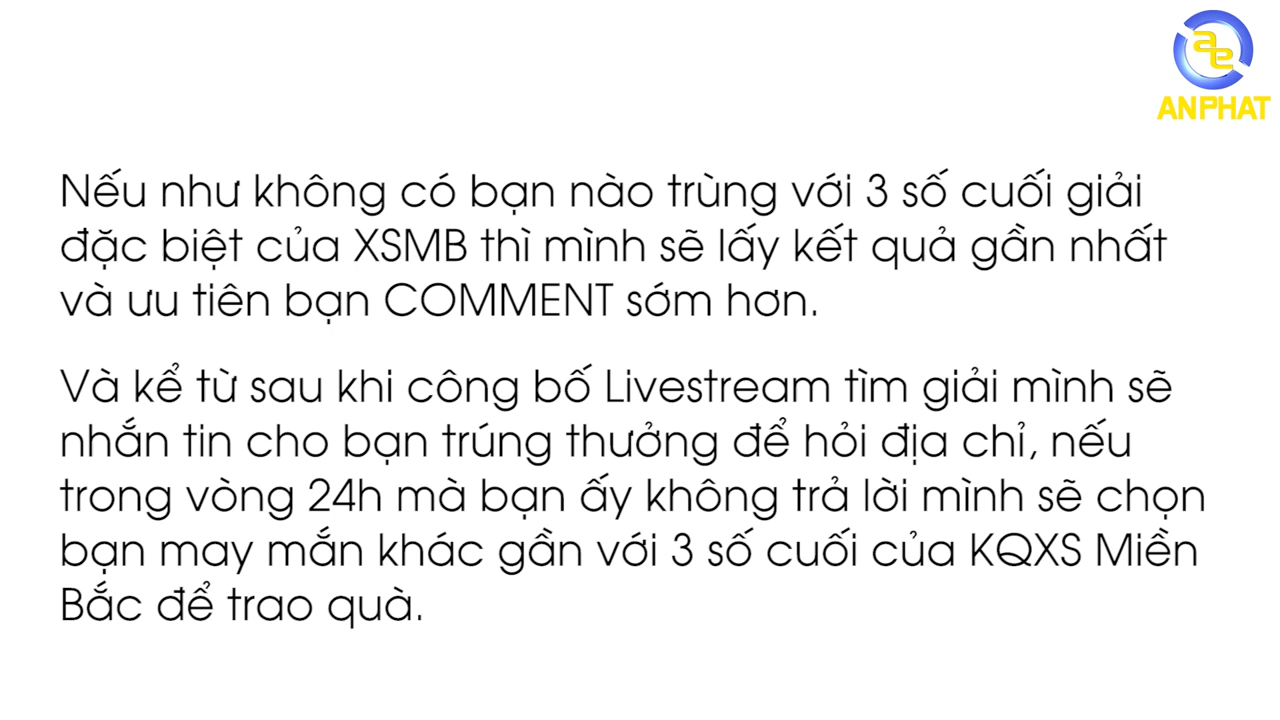 ae
ANPHAT
Nếu như không có bạn nào trùng với 3 số cuối giải
đặc biệt của XSMB thì mình sẽ lấy kết quả gần nhất
và ưu tiên bạn COMMENT sớm hơn.
Và kể từ sau khi công bố Livestream tìm giải mình sẽ
nhắn tin cho bạn trúng thưởng để hỏi địa chỉ, nếu
trong vòng 24h mà bạn ấy không trả lời mình sẽ chọn
bạn may mắn khác gần với 3 số cuối của KQXS Miền
Bắc để trao quà.